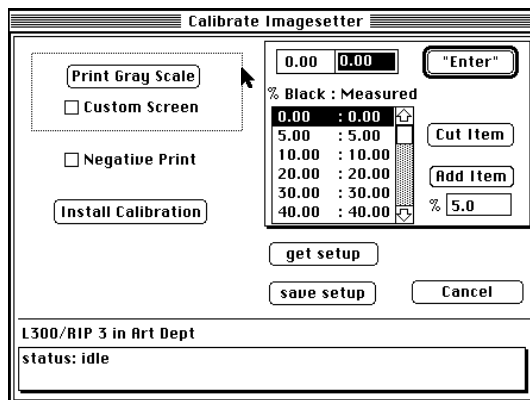 Calibrate Imagesetter
Print Gray Scale
Custom Screen
Negative Print
Install Calibration
0.00 0.00
"Enter"
% Black : Measured
0.00 : 0.00
5.00 : 5.00
10.00 : 10.00
20.00 : 20.00
30.00 : 30.00
40.00 : 40.00
Cut Item
Add Item
% 5.0
get setup
save setup
Cancel
L300/RIP 3 in Art Dept
status: idle